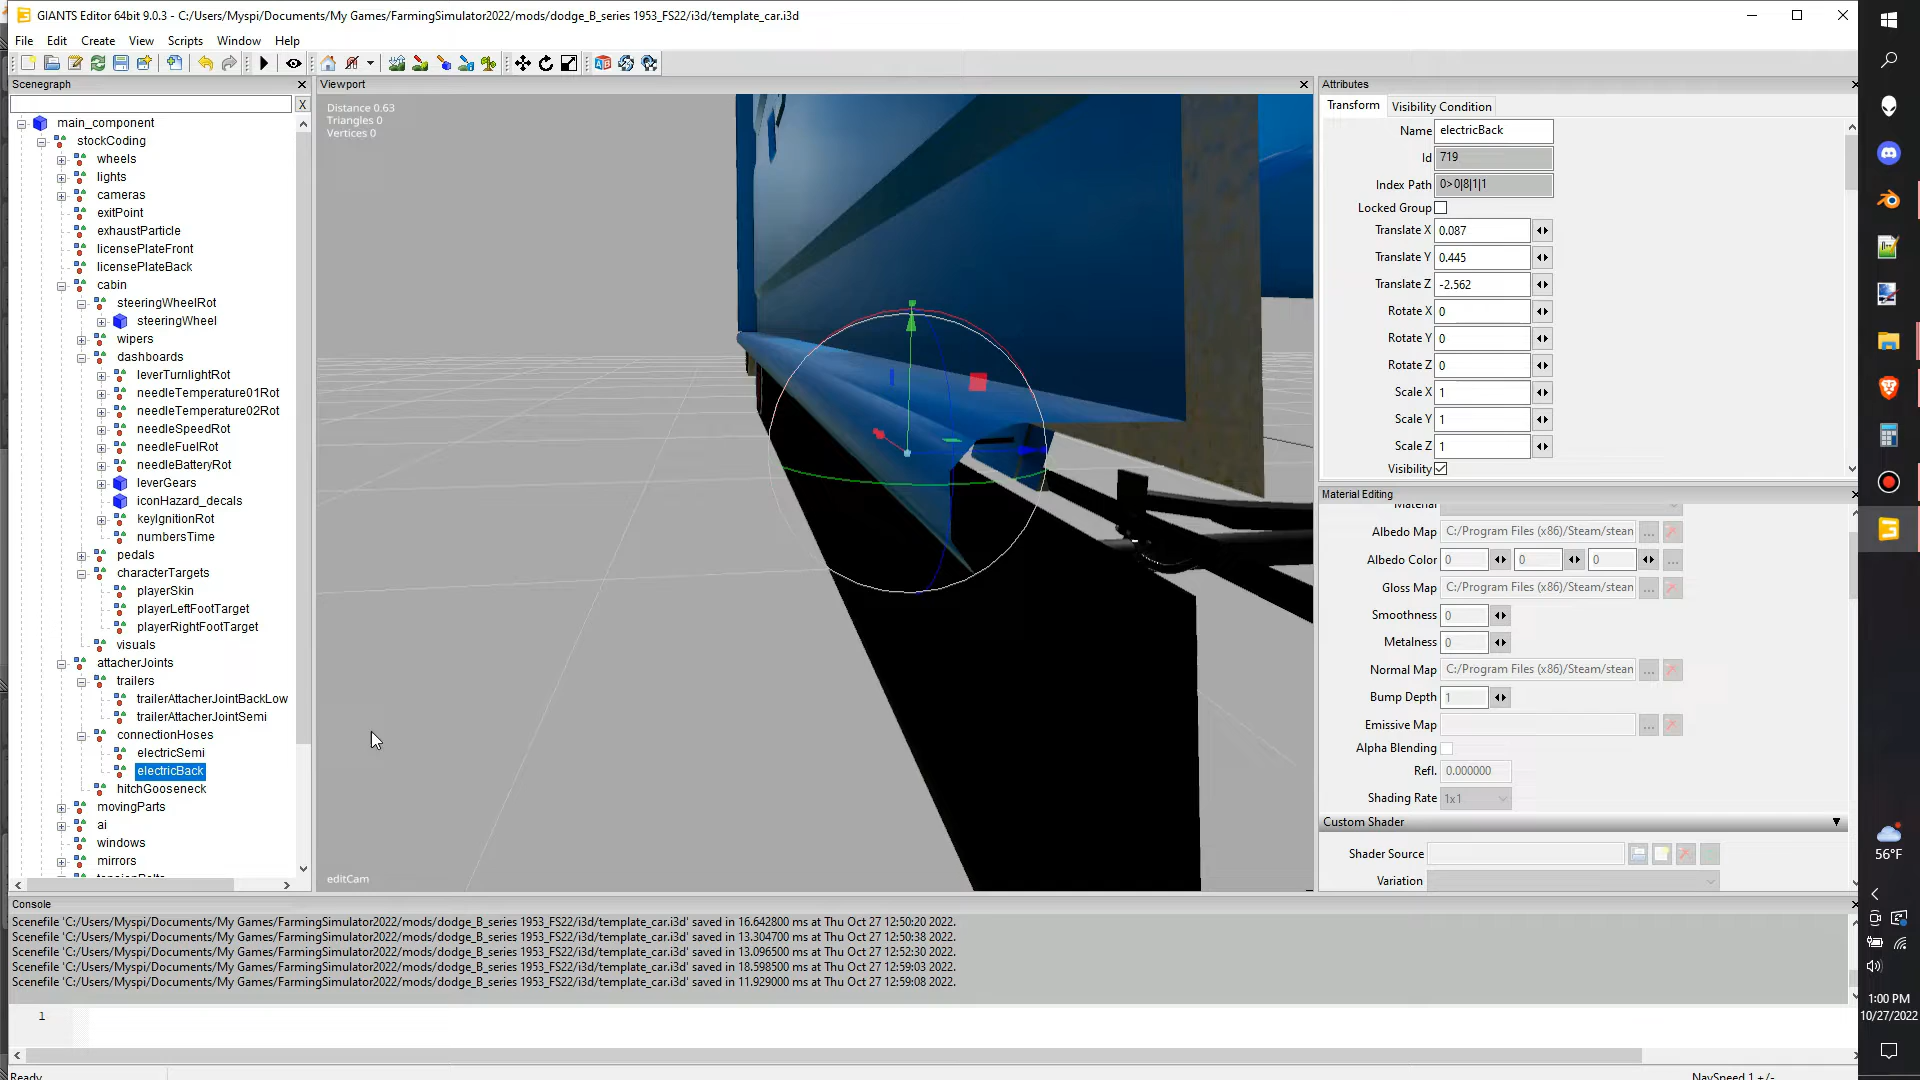 GIANTS Editor 64bit 9.0.3 - C:/Users/Myspi/Documents/My Games/FarmingSimulator2022/mods/dodge_B_series 1953_FS22/i3d/template_car.i3d
File Edit Create View Scripts Window Help
Scenegraph
X
main_component
stockCoding
wheels
lights
cameras
exitPoint
exhaustParticle
licensePlateFront
licensePlateBack
cabin
steeringWheelRot
steeringWheel
wipers
dashboards
leverTurnlightRot
needleTemperature01Rot
needleTemperature02Rot
needleSpeedRot
needleFuelRot
needleBatteryRot
leverGears
iconHazard_decals
keyIgnitionRot
numbersTime
pedals
characterTargets
playerSkin
playerLeftFootTarget
playerRightFootTarget
visuals
attacherJoints
trailers
trailerAttacherJointBackLow
trailerAttacherJointSemi
connectionHoses
electricSemi
electricBack
hitchGooseneck
movingParts
ai
windows
mirrors
Viewport
Distance 0.63
Triangles 0
Vertices 0
editCam
Attributes
Transform Visibility Condition
Name electricBack
Id 719
Index Path 0>0|8|1|1
Locked Group
Translate X 0.087
Translate Y 0.445
Translate Z -2.562
Rotate X 0
Rotate Y 0
Rotate Z 0
Scale X 1
Scale Y 1
Scale Z 1
Visibility
Material Editing
Material
Albedo Map C:/Program Files (x86)/Steam/stean ...
Albedo Color 0 0 0 ...
Gloss Map C:/Program Files (x86)/Steam/stean ...
Smoothness 0
Metalness 0
Normal Map C:/Program Files (x86)/Steam/stean ...
Bump Depth 1
Emissive Map ...
Alpha Blending
Refl. 0.000000
Shading Rate 1x1
Custom Shader
Shader Source
Variation
Console
Scenefile 'C:/Users/Myspi/Documents/My Games/FarmingSimulator2022/mods/dodge_B_series 1953_FS22/i3d/template_car.i3d' saved in 16.642800 ms at Thu Oct 27 12:50:20 2022.
Scenefile 'C:/Users/Myspi/Documents/My Games/FarmingSimulator2022/mods/dodge_B_series 1953_FS22/i3d/template_car.i3d' saved in 13.304700 ms at Thu Oct 27 12:50:38 2022.
Scenefile 'C:/Users/Myspi/Documents/My Games/FarmingSimulator2022/mods/dodge_B_series 1953_FS22/i3d/template_car.i3d' saved in 13.096500 ms at Thu Oct 27 12:52:30 2022.
Scenefile 'C:/Users/Myspi/Documents/My Games/FarmingSimulator2022/mods/dodge_B_series 1953_FS22/i3d/template_car.i3d' saved in 18.598500 ms at Thu Oct 27 12:59:03 2022.
Scenefile 'C:/Users/Myspi/Documents/My Games/FarmingSimulator2022/mods/dodge_B_series 1953_FS22/i3d/template_car.i3d' saved in 11.929000 ms at Thu Oct 27 12:59:08 2022.
1
Ready
NavSpeed 1 +/-
56°F
1:00 PM
10/27/2022